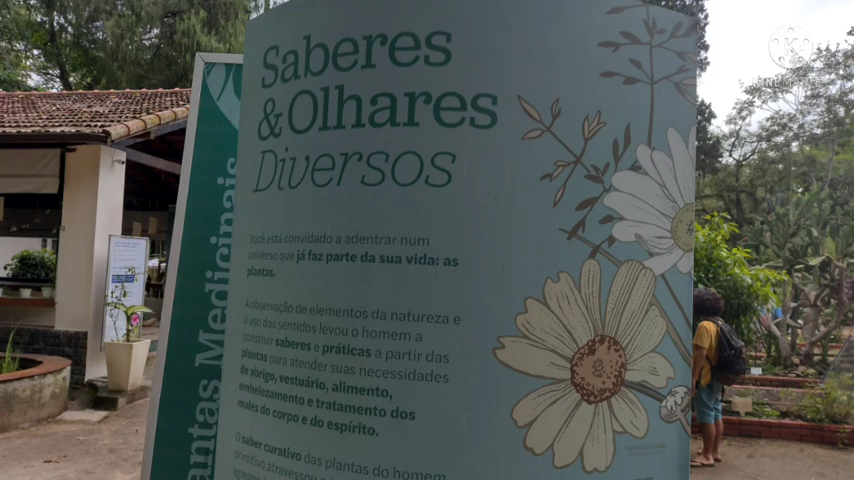 Saberes
&Olhares
Diversos
Você está convidado a adentrar num
universo que já faz parte da sua vida: as
plantas.
A observação de elementos da natureza e
o uso dos sentidos levou o homem a
construir saberes e práticas a partir das
plantas para atender suas necessidades
de abrigo, vestuário, alimento,
embelezamento e tratamento dos
males do corpo e do espírito.
O saber curativo das plantas do homem
primitivo atravessou
antas Medicinais